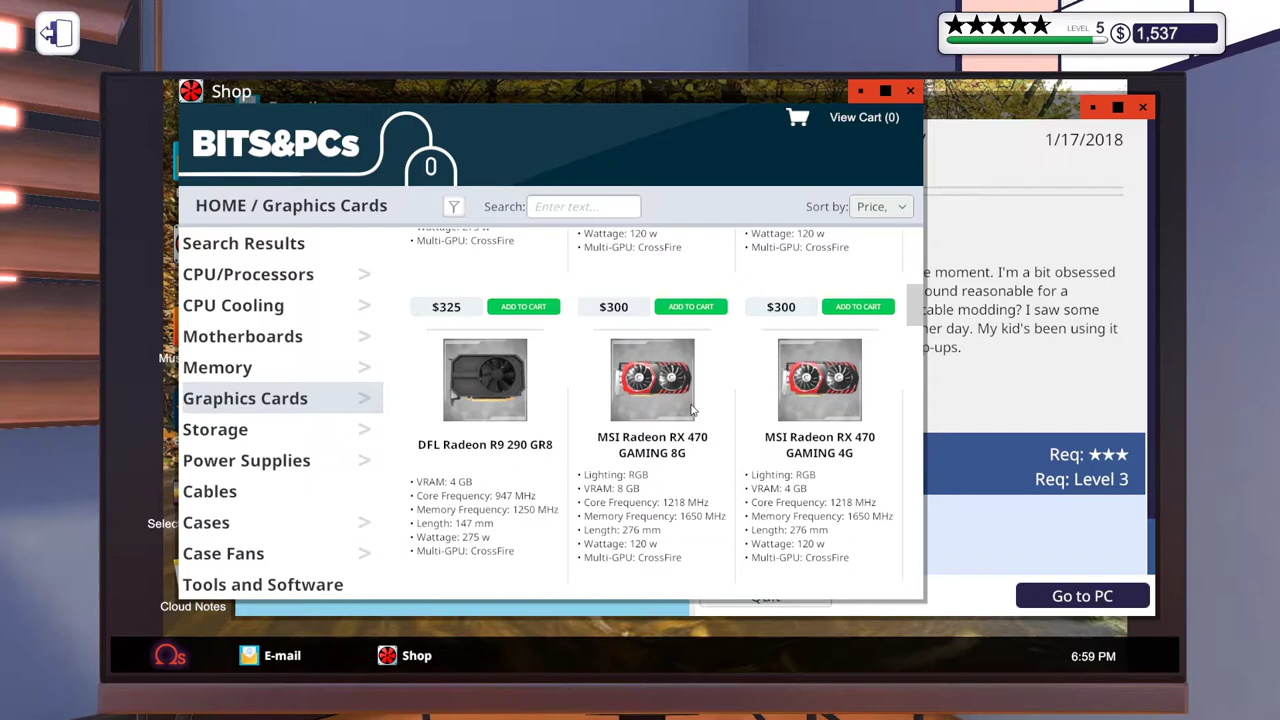 ★★★★★ LEVEL 5 $ 1,537
Shop
BITS&PCs
View Cart (0)
1/17/2018
HOME / Graphics Cards
Search: Enter text...
Sort by: Price,
Search Results
CPU/Processors >
CPU Cooling >
Motherboards >
Memory >
Graphics Cards >
Storage >
Power Supplies >
Cables
Cases >
Case Fans >
Tools and Software
• Multi-GPU: CrossFire
• Wattage: 120 w
• Multi-GPU: CrossFire
• Wattage: 120 w
• Multi-GPU: CrossFire
$325 ADD TO CART
$300 ADD TO CART
$300 ADD TO CART
DFL Radeon R9 290 GR8
• VRAM: 4 GB
• Core Frequency: 947 MHz
• Memory Frequency: 1250 MHz
• Length: 147 mm
• Wattage: 275 w
• Multi-GPU: CrossFire
MSI Radeon RX 470
GAMING 8G
• Lighting: RGB
• VRAM: 8 GB
• Core Frequency: 1218 MHz
• Memory Frequency: 1650 MHz
• Length: 276 mm
• Wattage: 120 w
• Multi-GPU: CrossFire
MSI Radeon RX 470
GAMING 4G
• Lighting: RGB
• VRAM: 4 GB
• Core Frequency: 1218 MHz
• Memory Frequency: 1650 MHz
• Length: 276 mm
• Wattage: 120 w
• Multi-GPU: CrossFire
e moment. I'm a bit obsessed
ound reasonable for a
cable modding? I saw some
her day. My kid's been using it
p-ups.
Req: ★★★
Req: Level 3
Go to PC
Cloud Notes
Ωs
E-mail
Shop
6:59 PM